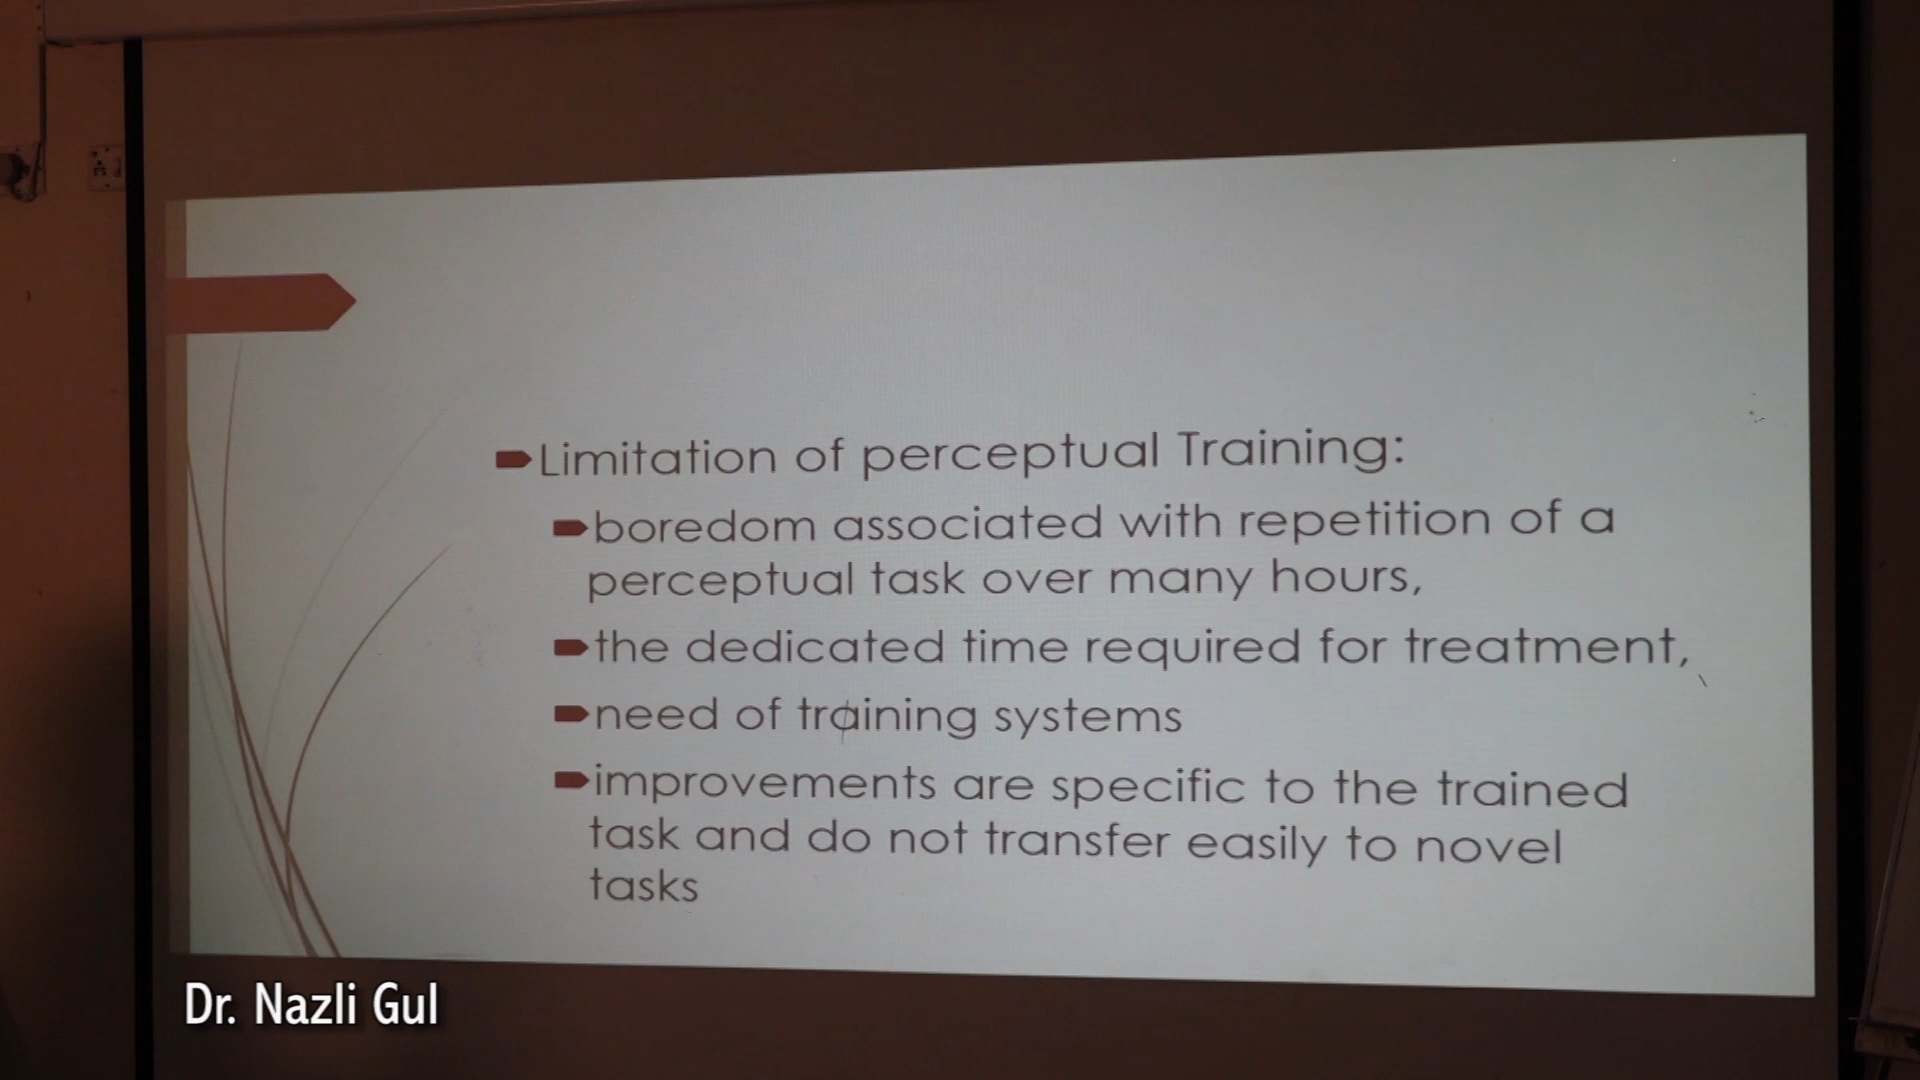 Limitation of perceptual Training:
boredom associated with repetition of a
perceptual task over many hours,
the dedicated time required for treatment,
need of training systems
improvements are specific to the trained
task and do not transfer easily to novel
tasks
Dr. Nazli Gul